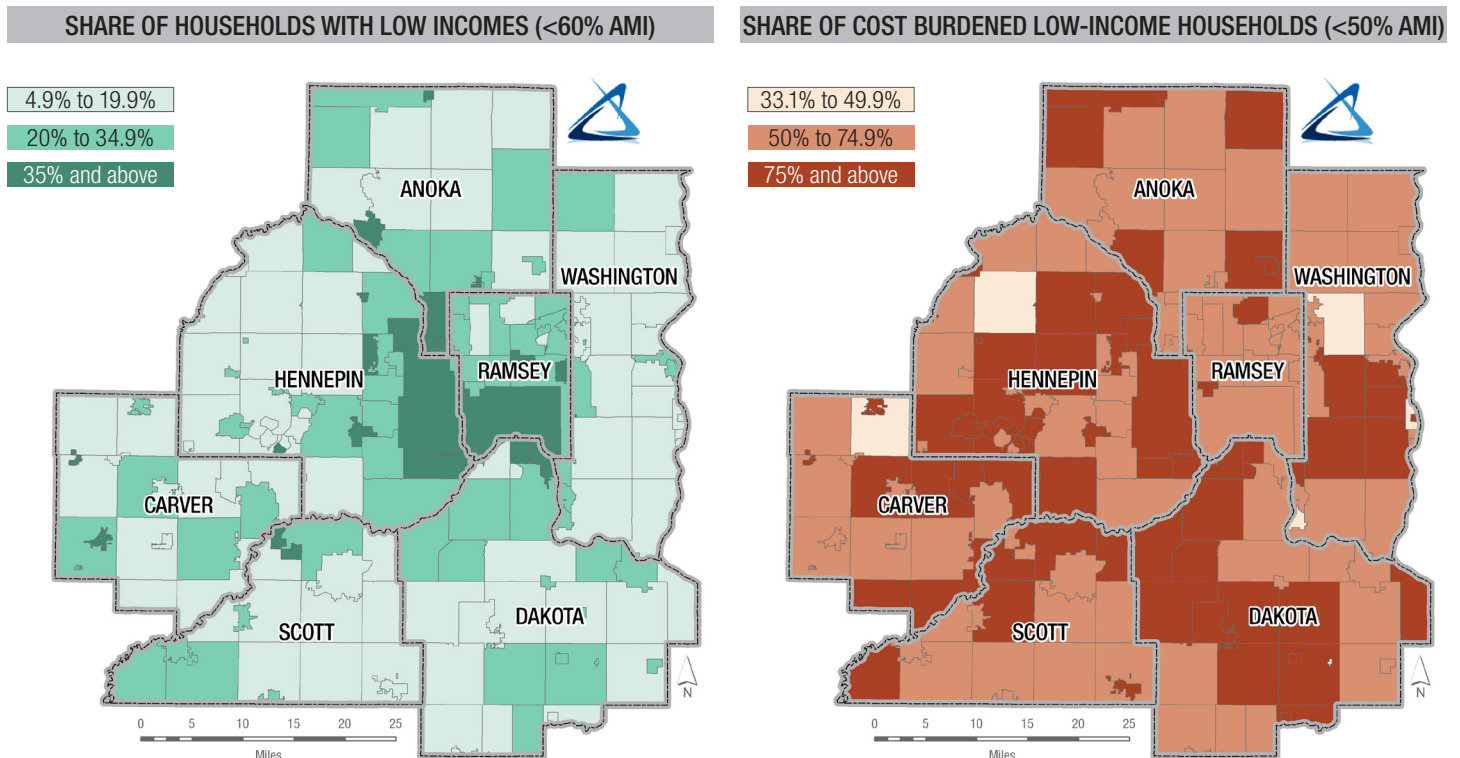 SHARE OF HOUSEHOLDS WITH LOW INCOMES (<60% AMI)
4.9% to 19.9%
20% to 34.9%
35% and above
ANOKA
WASHINGTON
HENNEPIN
RAMSEY
CARVER
SCOTT
DAKOTA
N
0 5 10 15 20 25
Miles
SHARE OF COST BURDENED LOW-INCOME HOUSEHOLDS (<50% AMI)
33.1% to 49.9%
50% to 74.9%
75% and above
ANOKA
WASHINGTON
HENNEPIN
RAMSEY
CARVER
SCOTT
DAKOTA
N
0 5 10 15 20 25
Miles